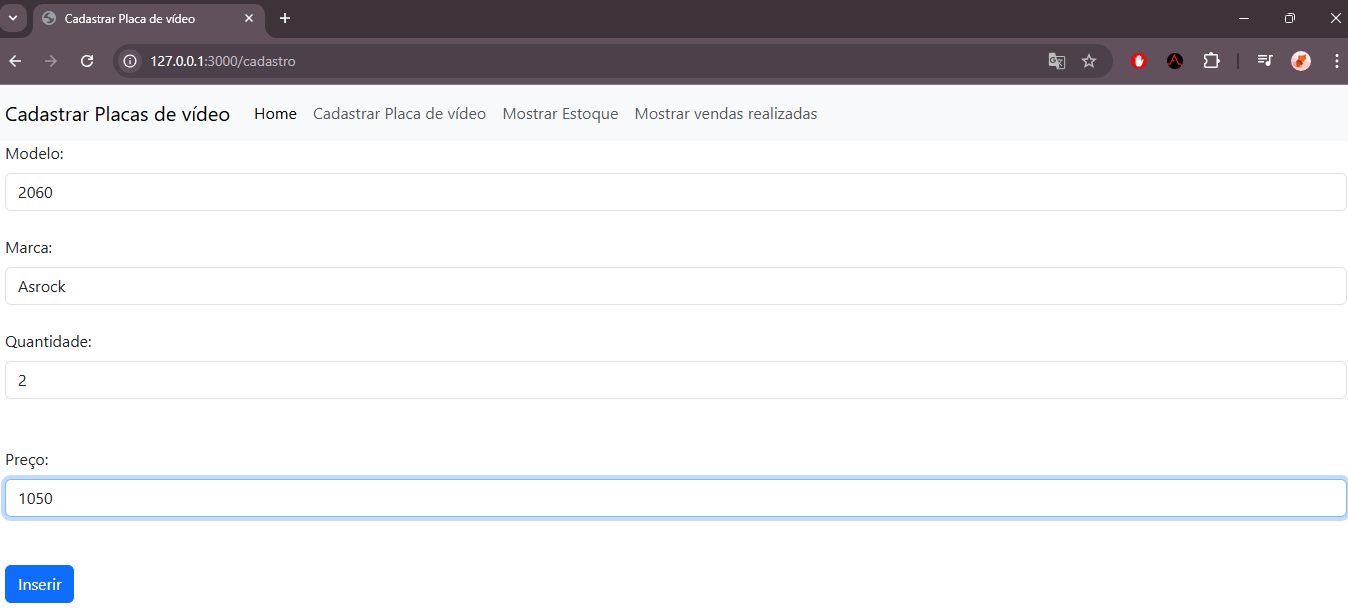 Cadastrar Placa de vídeo
127.0.0.1:3000/cadastro
Cadastrar Placas de vídeo Home Cadastrar Placa de vídeo Mostrar Estoque Mostrar vendas realizadas
Modelo:
2060
Marca:
Asrock
Quantidade:
2
Preço:
1050
Inserir